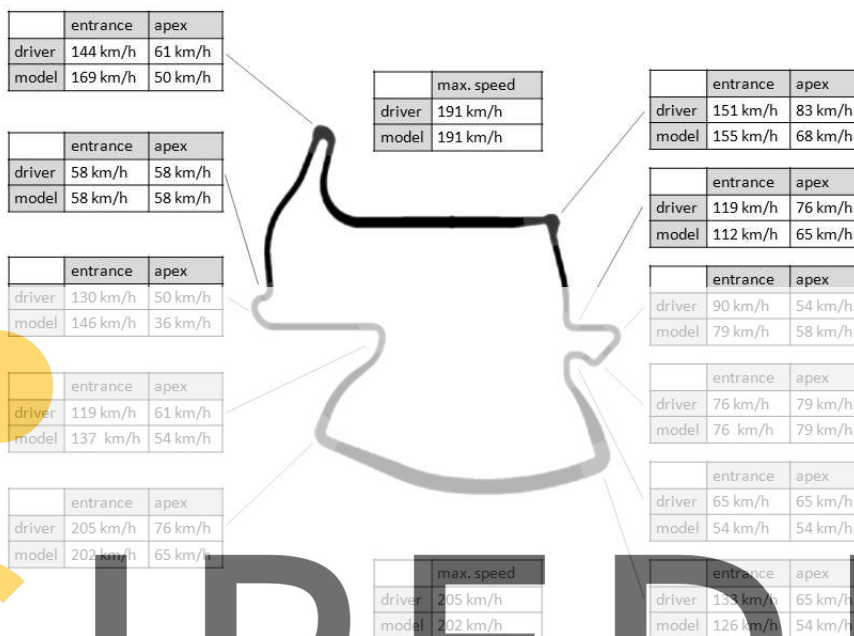 entrance apex
driver 144 km/h 61 km/h
model 169 km/h 50 km/h
entrance apex
driver 58 km/h 58 km/h
model 58 km/h 58 km/h
entrance apex
driver 130 km/h 50 km/h
model 146 km/h 36 km/h
entrance apex
driver 119 km/h 61 km/h
model 137 km/h 54 km/h
entrance apex
driver 205 km/h 76 km/h
model 202 km/h 65 km/h
max. speed
driver 191 km/h
model 191 km/h
max. speed
driver 205 km/h
model 202 km/h
entrance apex
driver 151 km/h 83 km/h
model 155 km/h 68 km/h
entrance apex
driver 119 km/h 76 km/h
model 112 km/h 65 km/h
entrance apex
driver 90 km/h 54 km/h
model 79 km/h 58 km/h
entrance apex
driver 76 km/h 79 km/h
model 76 km/h 79 km/h
entrance apex
driver 65 km/h 65 km/h
model 54 km/h 54 km/h
entrance apex
driver 133 km/h 65 km/h
model 126 km/h 54 km/h